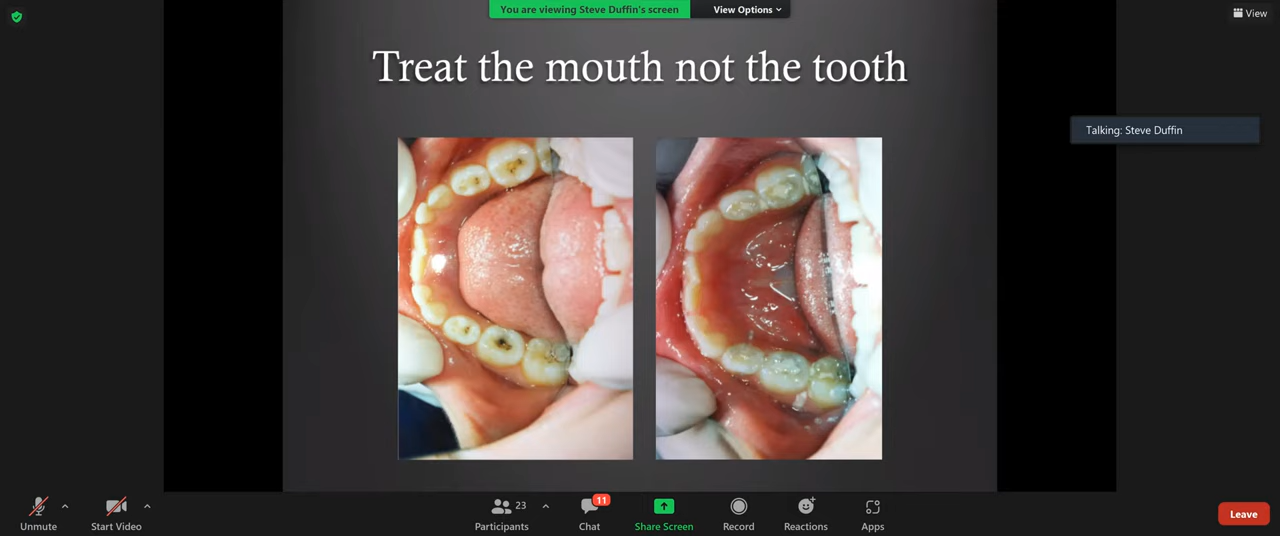 You are viewing Steve Duffin's screen
View Options
View
Treat the mouth not the tooth
Talking: Steve Duffin
Unmute
Start Video
23
Participants
11
Chat
Share Screen
Record
Reactions
Apps
Leave